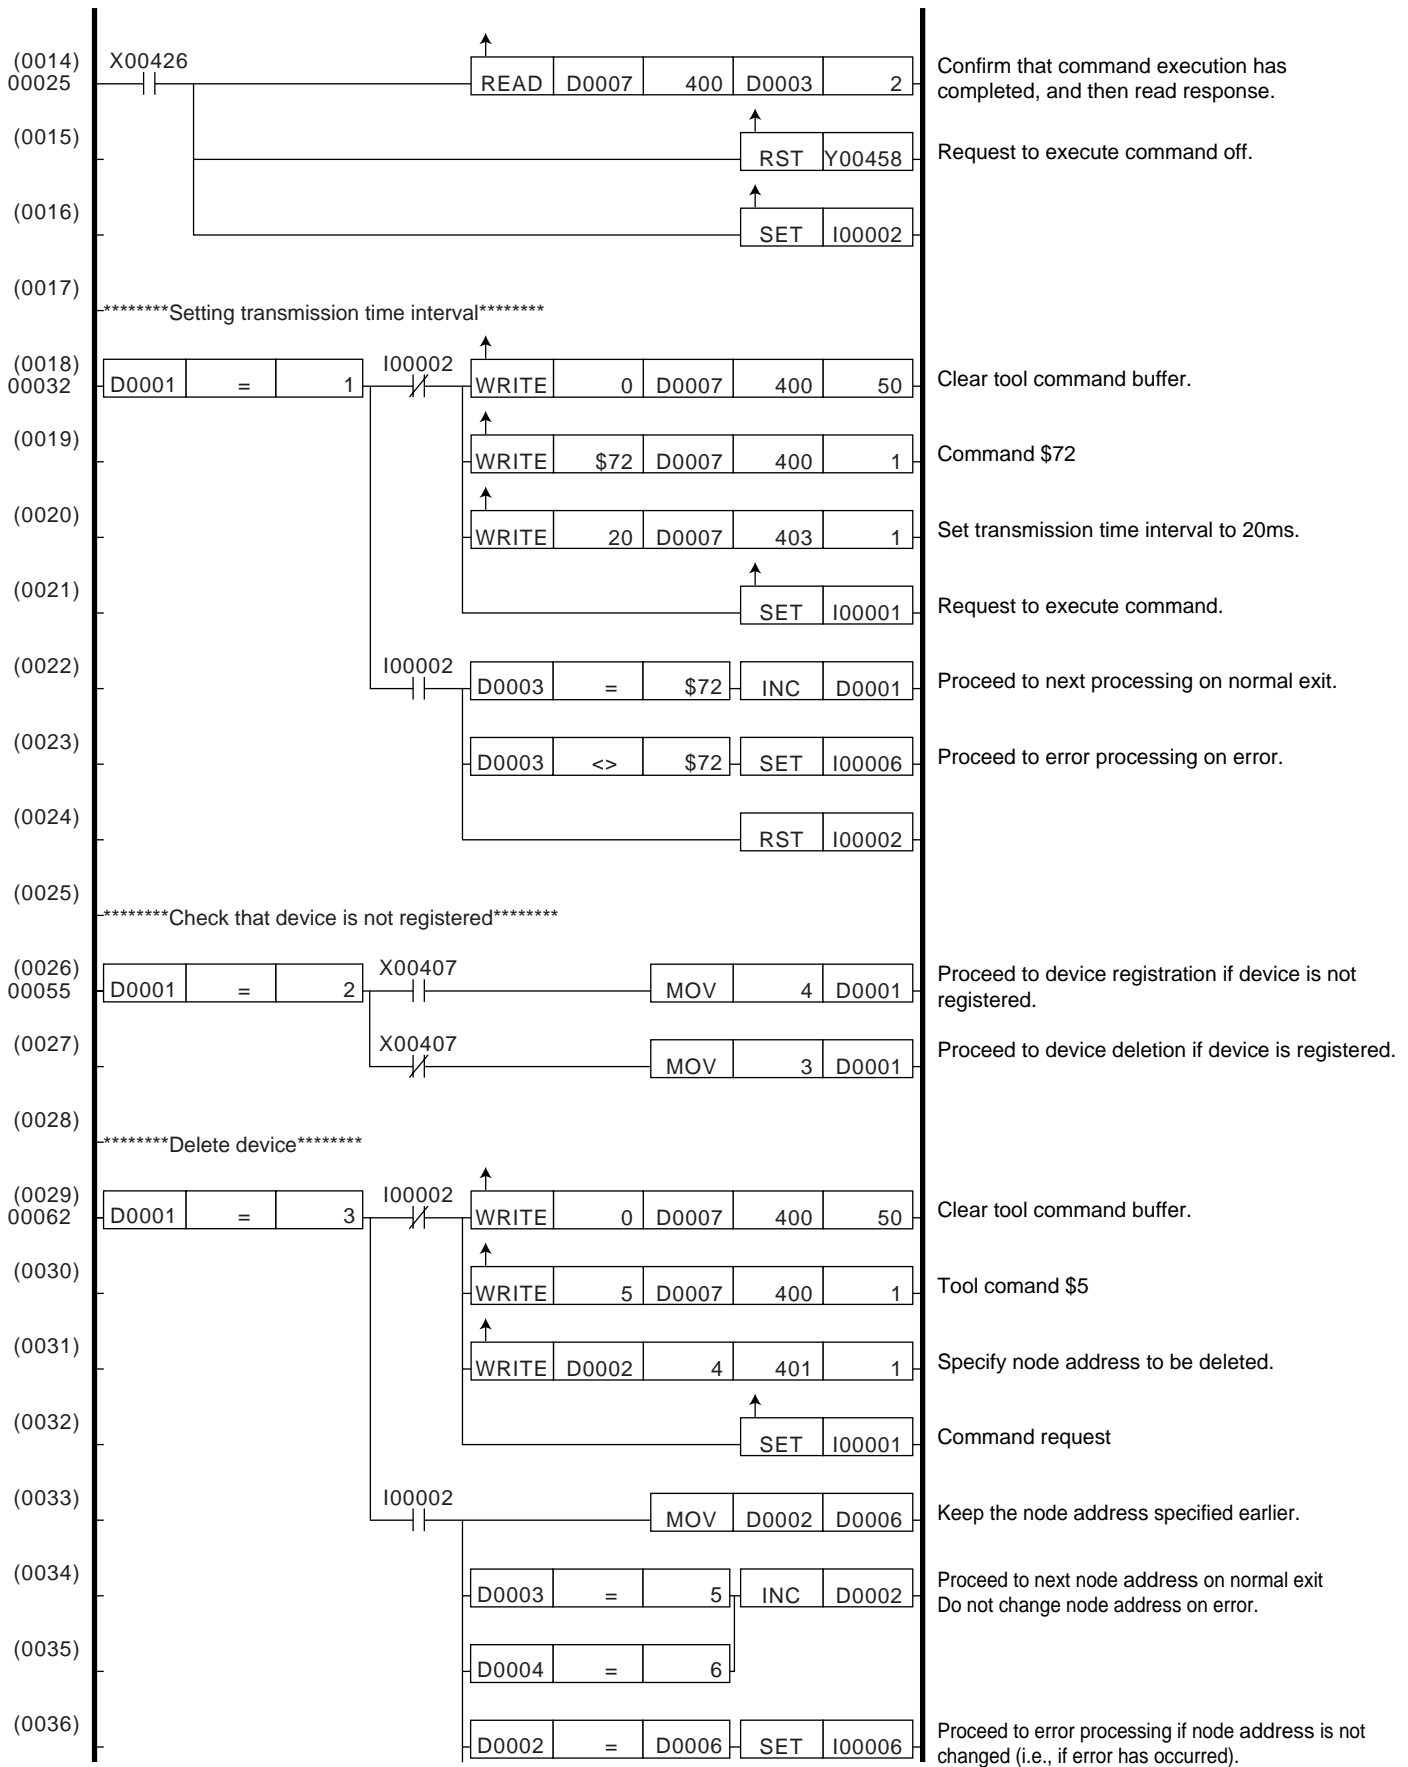 (0014)
00025 X00426 READ D0007 400 D0003 2 Confirm that command execution has
completed, and then read response.
(0015) RST Y00458 Request to execute command off.
(0016) SET I00002
(0017)
********Setting transmission time interval********
(0018)
00032 D0001 = 1 I00002 WRITE 0 D0007 400 50 Clear tool command buffer.
(0019) WRITE $72 D0007 400 1 Command $72
(0020) WRITE 20 D0007 403 1 Set transmission time interval to 20ms.
(0021) SET I00001 Request to execute command.
(0022) I00002 D0003 = $72 INC D0001 Proceed to next processing on normal exit.
(0023) D0003 <> $72 SET I00006 Proceed to error processing on error.
(0024) RST I00002
(0025)
********Check that device is not registered********
(0026)
00055 D0001 = 2 X00407 MOV 4 D0001 Proceed to device registration if device is not
registered.
(0027) X00407 MOV 3 D0001 Proceed to device deletion if device is registered.
(0028)
********Delete device********
(0029)
00062 D0001 = 3 I00002 WRITE 0 D0007 400 50 Clear tool command buffer.
(0030) WRITE 5 D0007 400 1 Tool comand $5
(0031) WRITE D0002 4 401 1 Specify node address to be deleted.
(0032) SET I00001 Command request
(0033) I00002 MOV D0002 D0006 Keep the node address specified earlier.
(0034) D0003 = 5 INC D0002 Proceed to next node address on normal exit
Do not change node address on error.
(0035) D0004 = 6
(0036) D0002 = D0006 SET I00006 Proceed to error processing if node address is not
changed (i.e., if error has occurred).